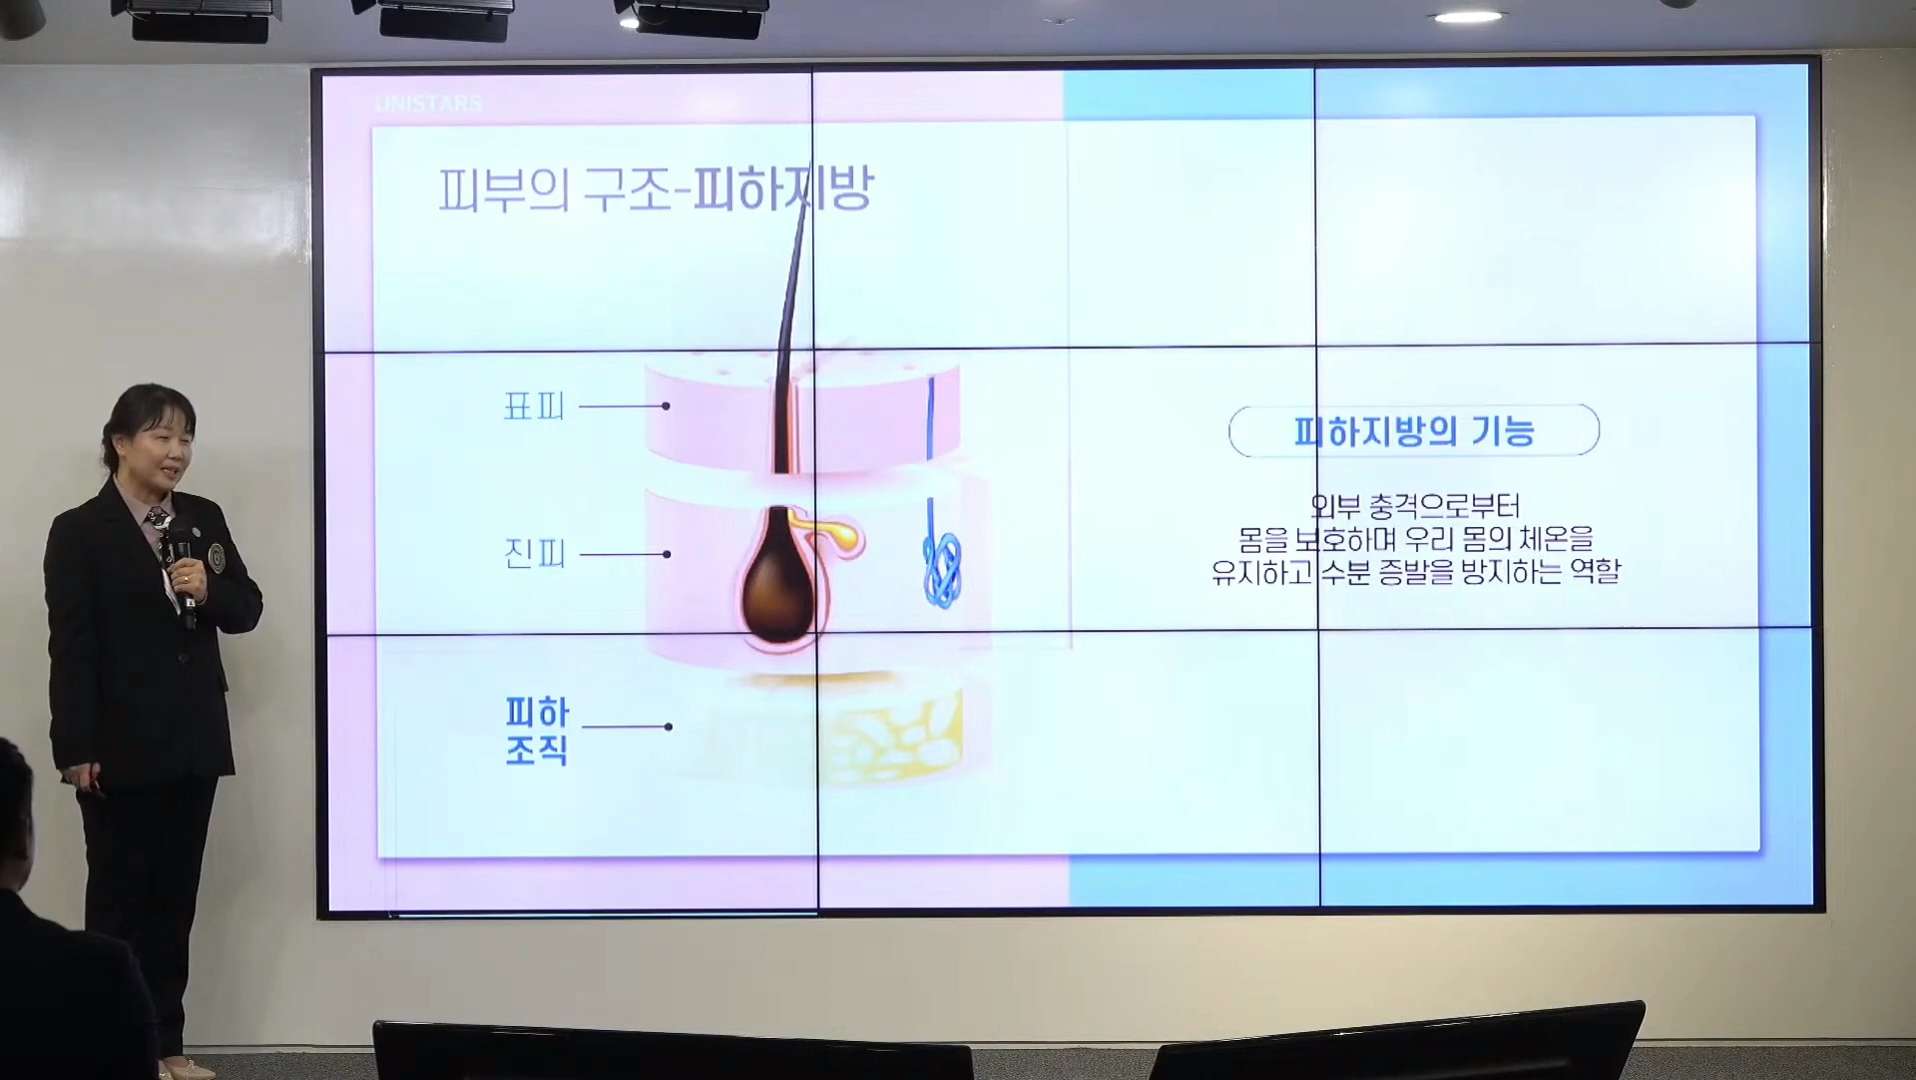 UNISTARS
피부의 구조-피하지방
표피
진피
피하
조직
피하지방의 기능
외부 충격으로부터
몸을 보호하며 우리 몸의 체온을
유지하고 수분 증발을 방지하는 역할